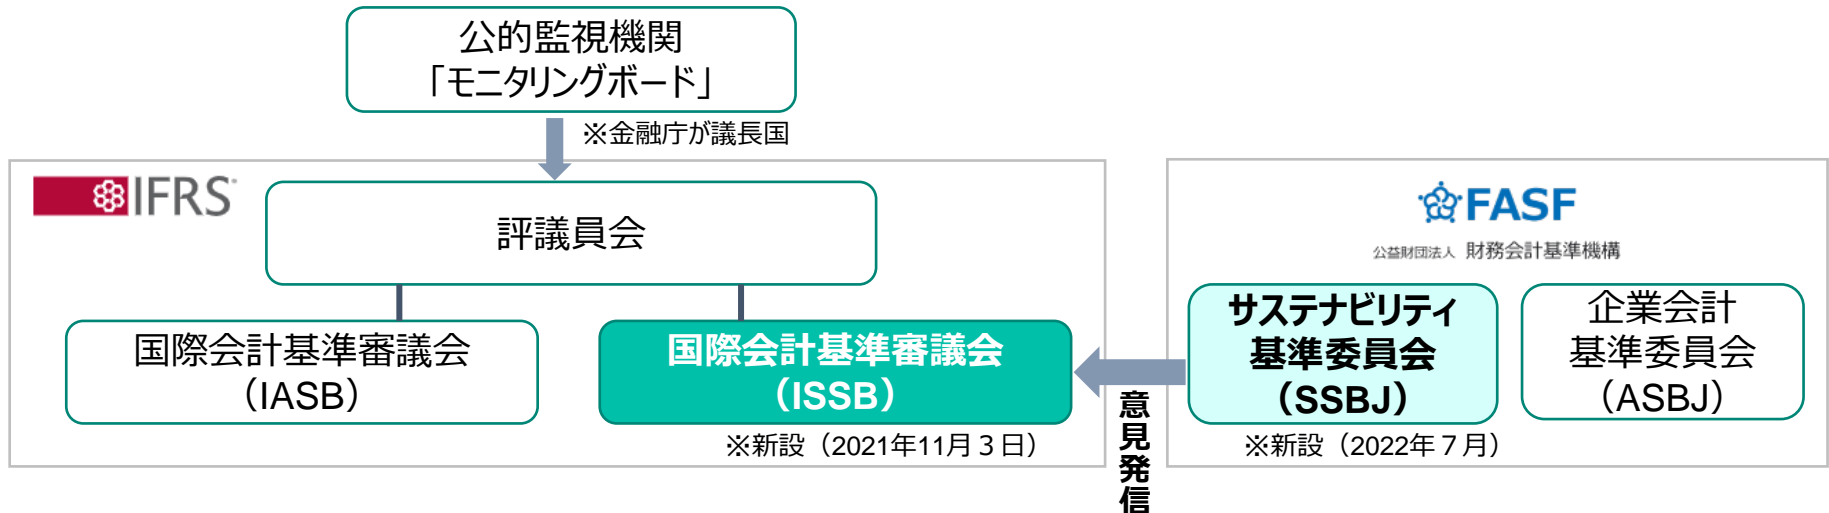 公的監視機関
「モニタリングボード」
※金融庁が議長国
IFRS
評議員会
国際会計基準審議会
（IASB）
国際会計基準審議会
（ISSB）
※新設（2021年11月３日）
意見発信
FASF
公益財団法人 財務会計基準機構
サステナビリティ
基準委員会
（SSBJ）
※新設（2022年７月）
企業会計
基準委員会
（ASBJ）